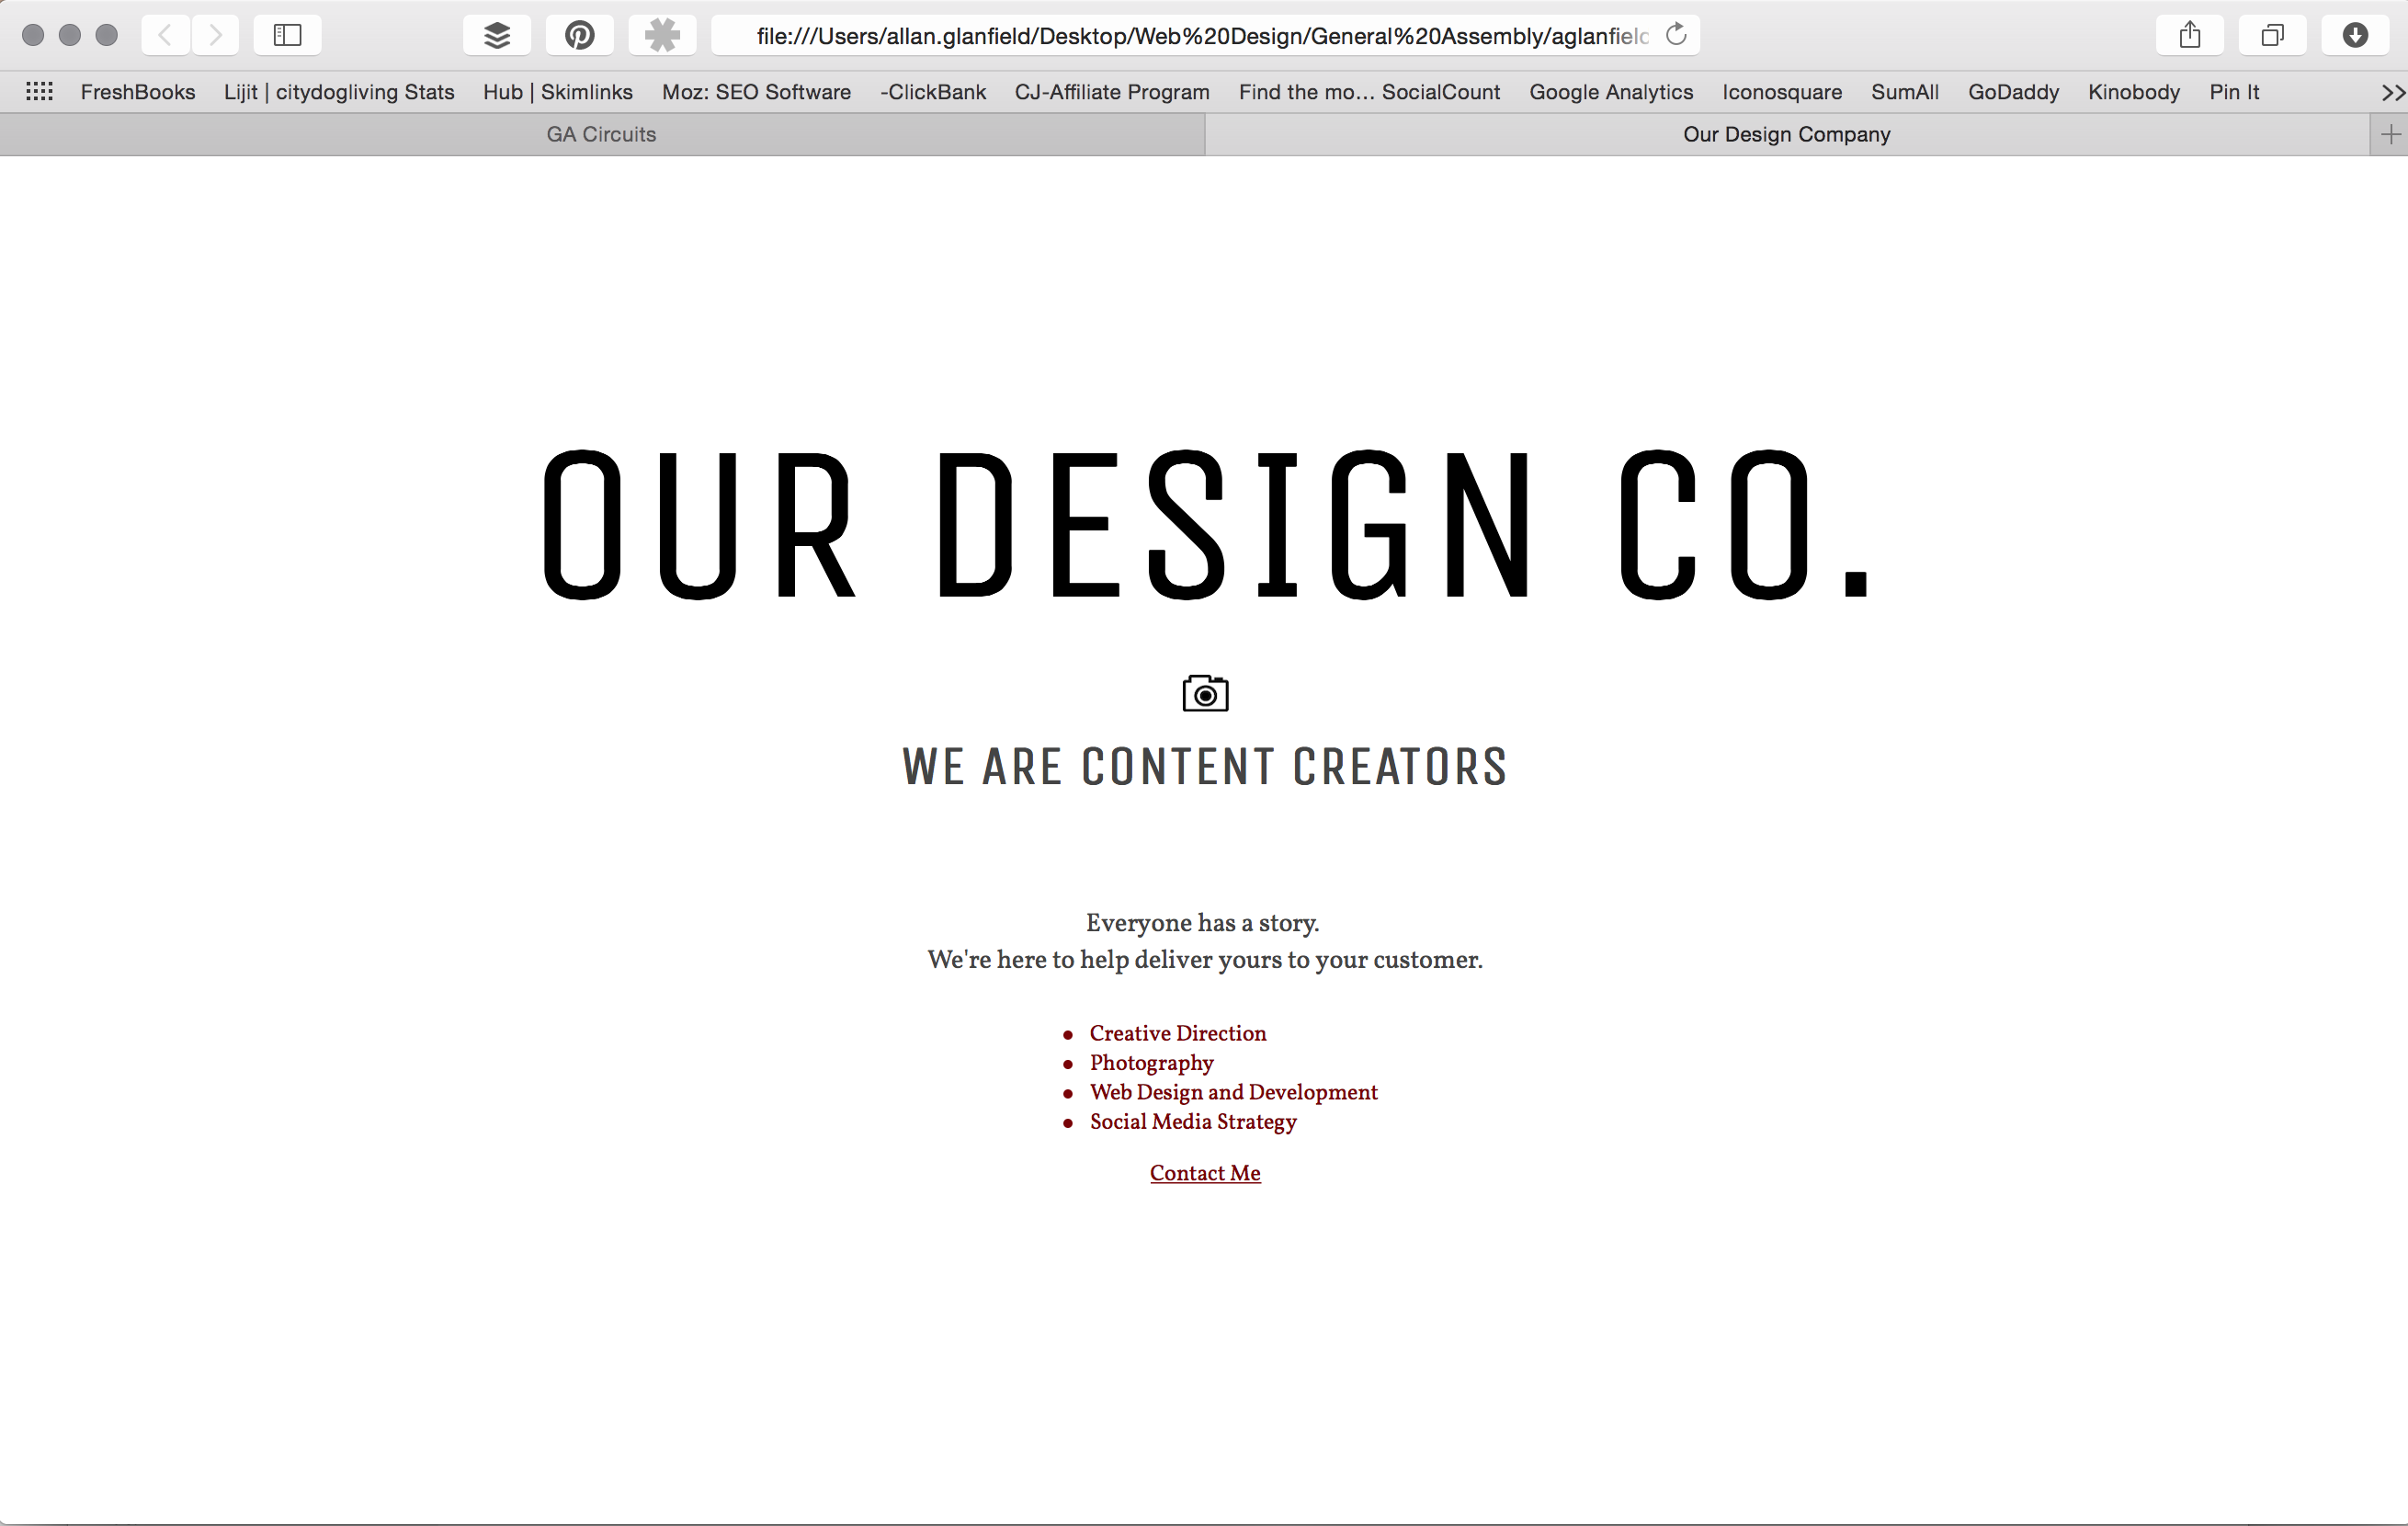 file:///Users/allan.glanfield/Desktop/Web%20Design/General%20Assembly/aglanfield
FreshBooks Lijit | citydogliving Stats Hub | Skimlinks Moz: SEO Software -ClickBank CJ-Affiliate Program Find the mo... SocialCount Google Analytics Iconosquare SumAll GoDaddy Kinobody Pin It >>
GA Circuits Our Design Company
OUR DESIGN CO.
WE ARE CONTENT CREATORS
Everyone has a story.
We're here to help deliver yours to your customer.
• Creative Direction
• Photography
• Web Design and Development
• Social Media Strategy
Contact Me